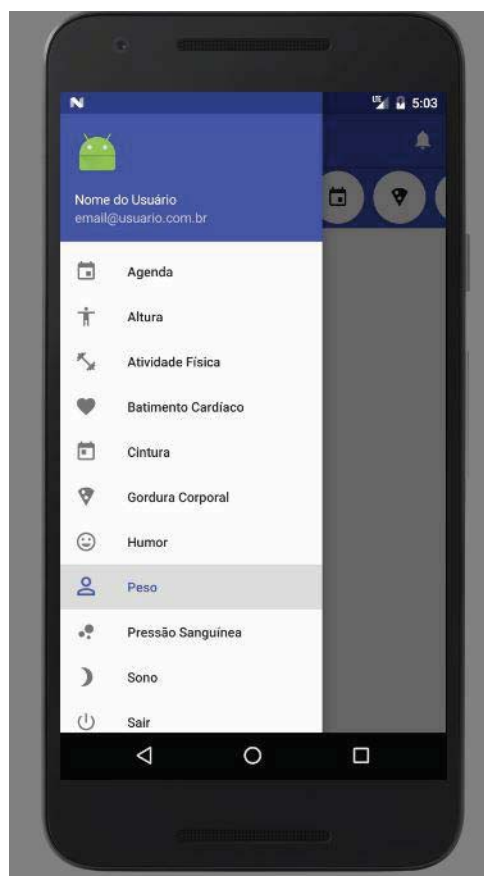 LTE 5:03
Nome do Usuário
email@usuario.com.br
Agenda
Altura
Atividade Física
Batimento Cardíaco
Cintura
Gordura Corporal
Humor
Peso
Pressão Sanguínea
Sono
Sair